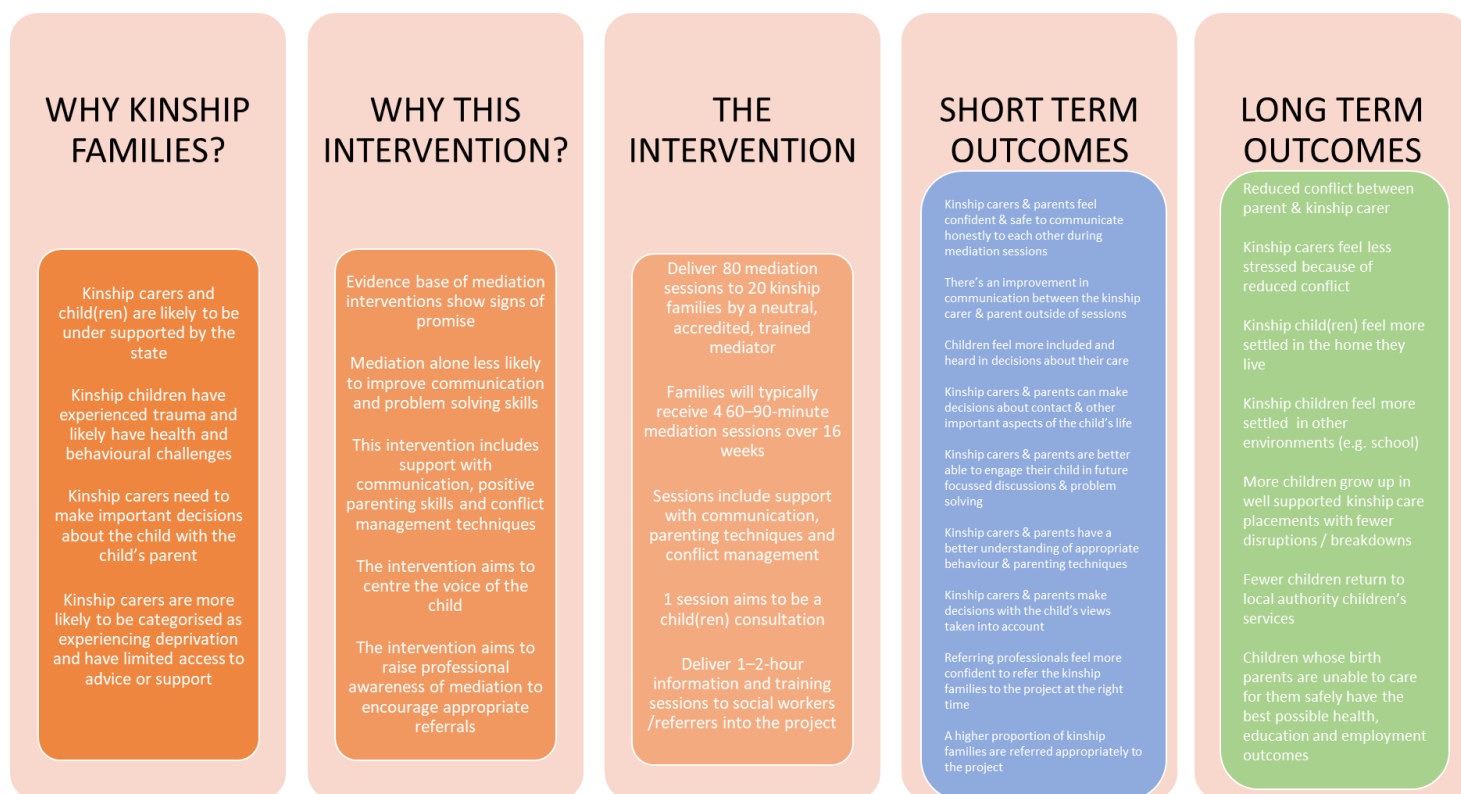 WHY KINSHIP
FAMILIES?
Kinship carers and
child(ren) are likely to be
under supported by the
state
Kinship children have
experienced trauma and
likely have health and
behavioural challenges
Kinship carers need to
make important decisions
about the child with the
child's parent
Kinship carers are more
likely to be categorised as
experiencing deprivation
and have limited access to
advice or support
WHY THIS
INTERVENTION?
Evidence base of mediation
interventions show signs of
promise
Mediation alone less likely
to improve communication
and problem solving skills
This intervention includes
support with
communication, positive
parenting skills and conflict
management techniques
The intervention aims to
centre the voice of the
child
The intervention aims to
raise professional
awareness of mediation to
encourage appropriate
referrals
THE
INTERVENTION
Deliver 80 mediation
sessions to 20 kinship
families by a neutral,
accredited, trained
mediator
Families will typically
receive 4 60–90-minute
mediation sessions over 16
weeks
Sessions include support
with communication,
parenting techniques and
conflict management
1 session aims to be a
child(ren) consultation
Deliver 1–2-hour
information and training
sessions to social workers
/referrers into the project
SHORT TERM
OUTCOMES
Kinship carers & parents feel
confident & safe to communicate
honestly to each other during
mediation sessions
There's an improvement in
communication between the kinship
carer & parent outside of sessions
Children feel more included and
heard in decisions about their care
Kinship carers & parents can make
decisions about contact & other
important aspects of the child's life
Kinship carers & parents are better
able to engage their child in future
focussed discussions & problem
solving
Kinship carers & parents have a
better understanding of appropriate
behaviour & parenting techniques
Kinship carers & parents make
decisions with the child's views
taken into account
Referring professionals feel more
confident to refer the kinship
families to the project at the right
time
A higher proportion of kinship
families are referred appropriately to
the project
LONG TERM
OUTCOMES
Reduced conflict between
parent & kinship carer
Kinship carers feel less
stressed because of
reduced conflict
Kinship child(ren) feel more
settled in the home they
live
Kinship children feel more
settled in other
environments (e.g. school)
More children grow up in
well supported kinship care
placements with fewer
disruptions / breakdowns
Fewer children return to
local authority children's
services
Children whose birth
parents are unable to care
for them safely have the
best possible health,
education and employment
outcomes